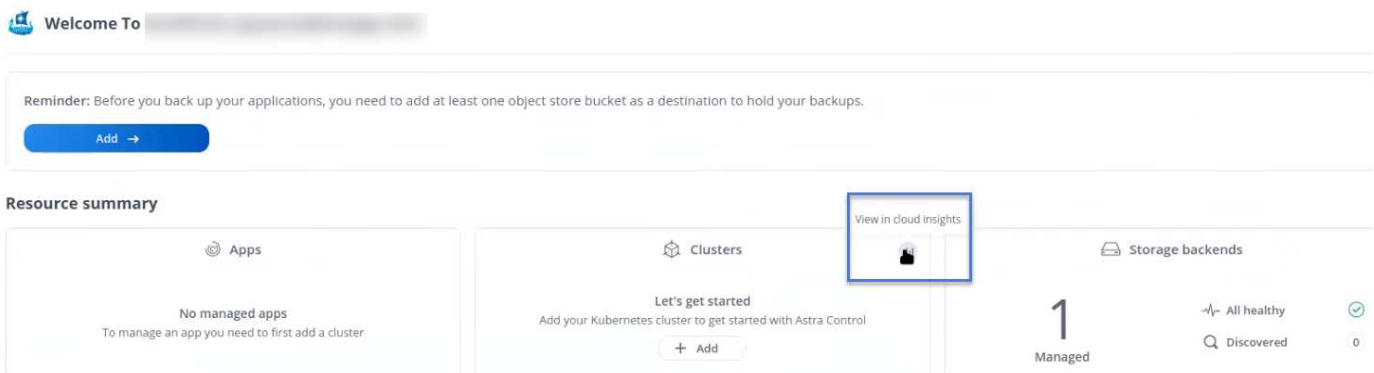 Welcome To
Reminder: Before you back up your applications, you need to add at least one object store bucket as a destination to hold your backups.
Add →
Resource summary
View in cloud insights
Apps
No managed apps
To manage an app you need to first add a cluster
Clusters
Let's get started
Add your Kubernetes cluster to get started with Astra Control
+ Add
Storage backends
1
Managed
All healthy
Discovered 0